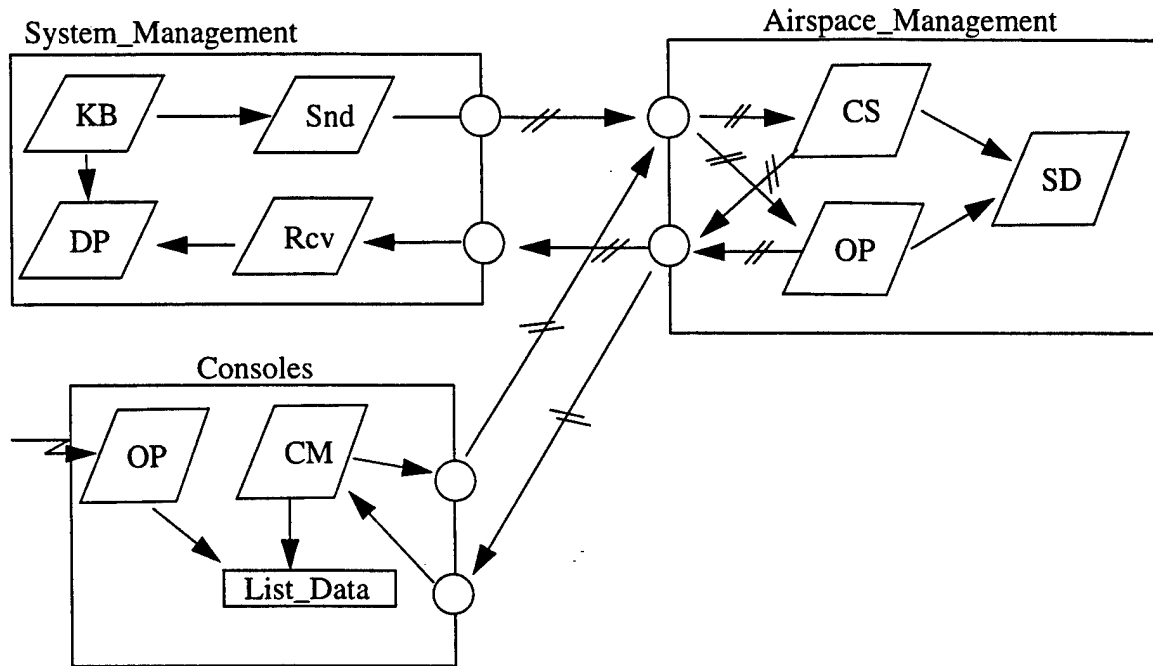 System_Management
Airspace_Management
KB
Snd
CS
SD
DP
Rcv
OP
Consoles
OP
CM
List_Data